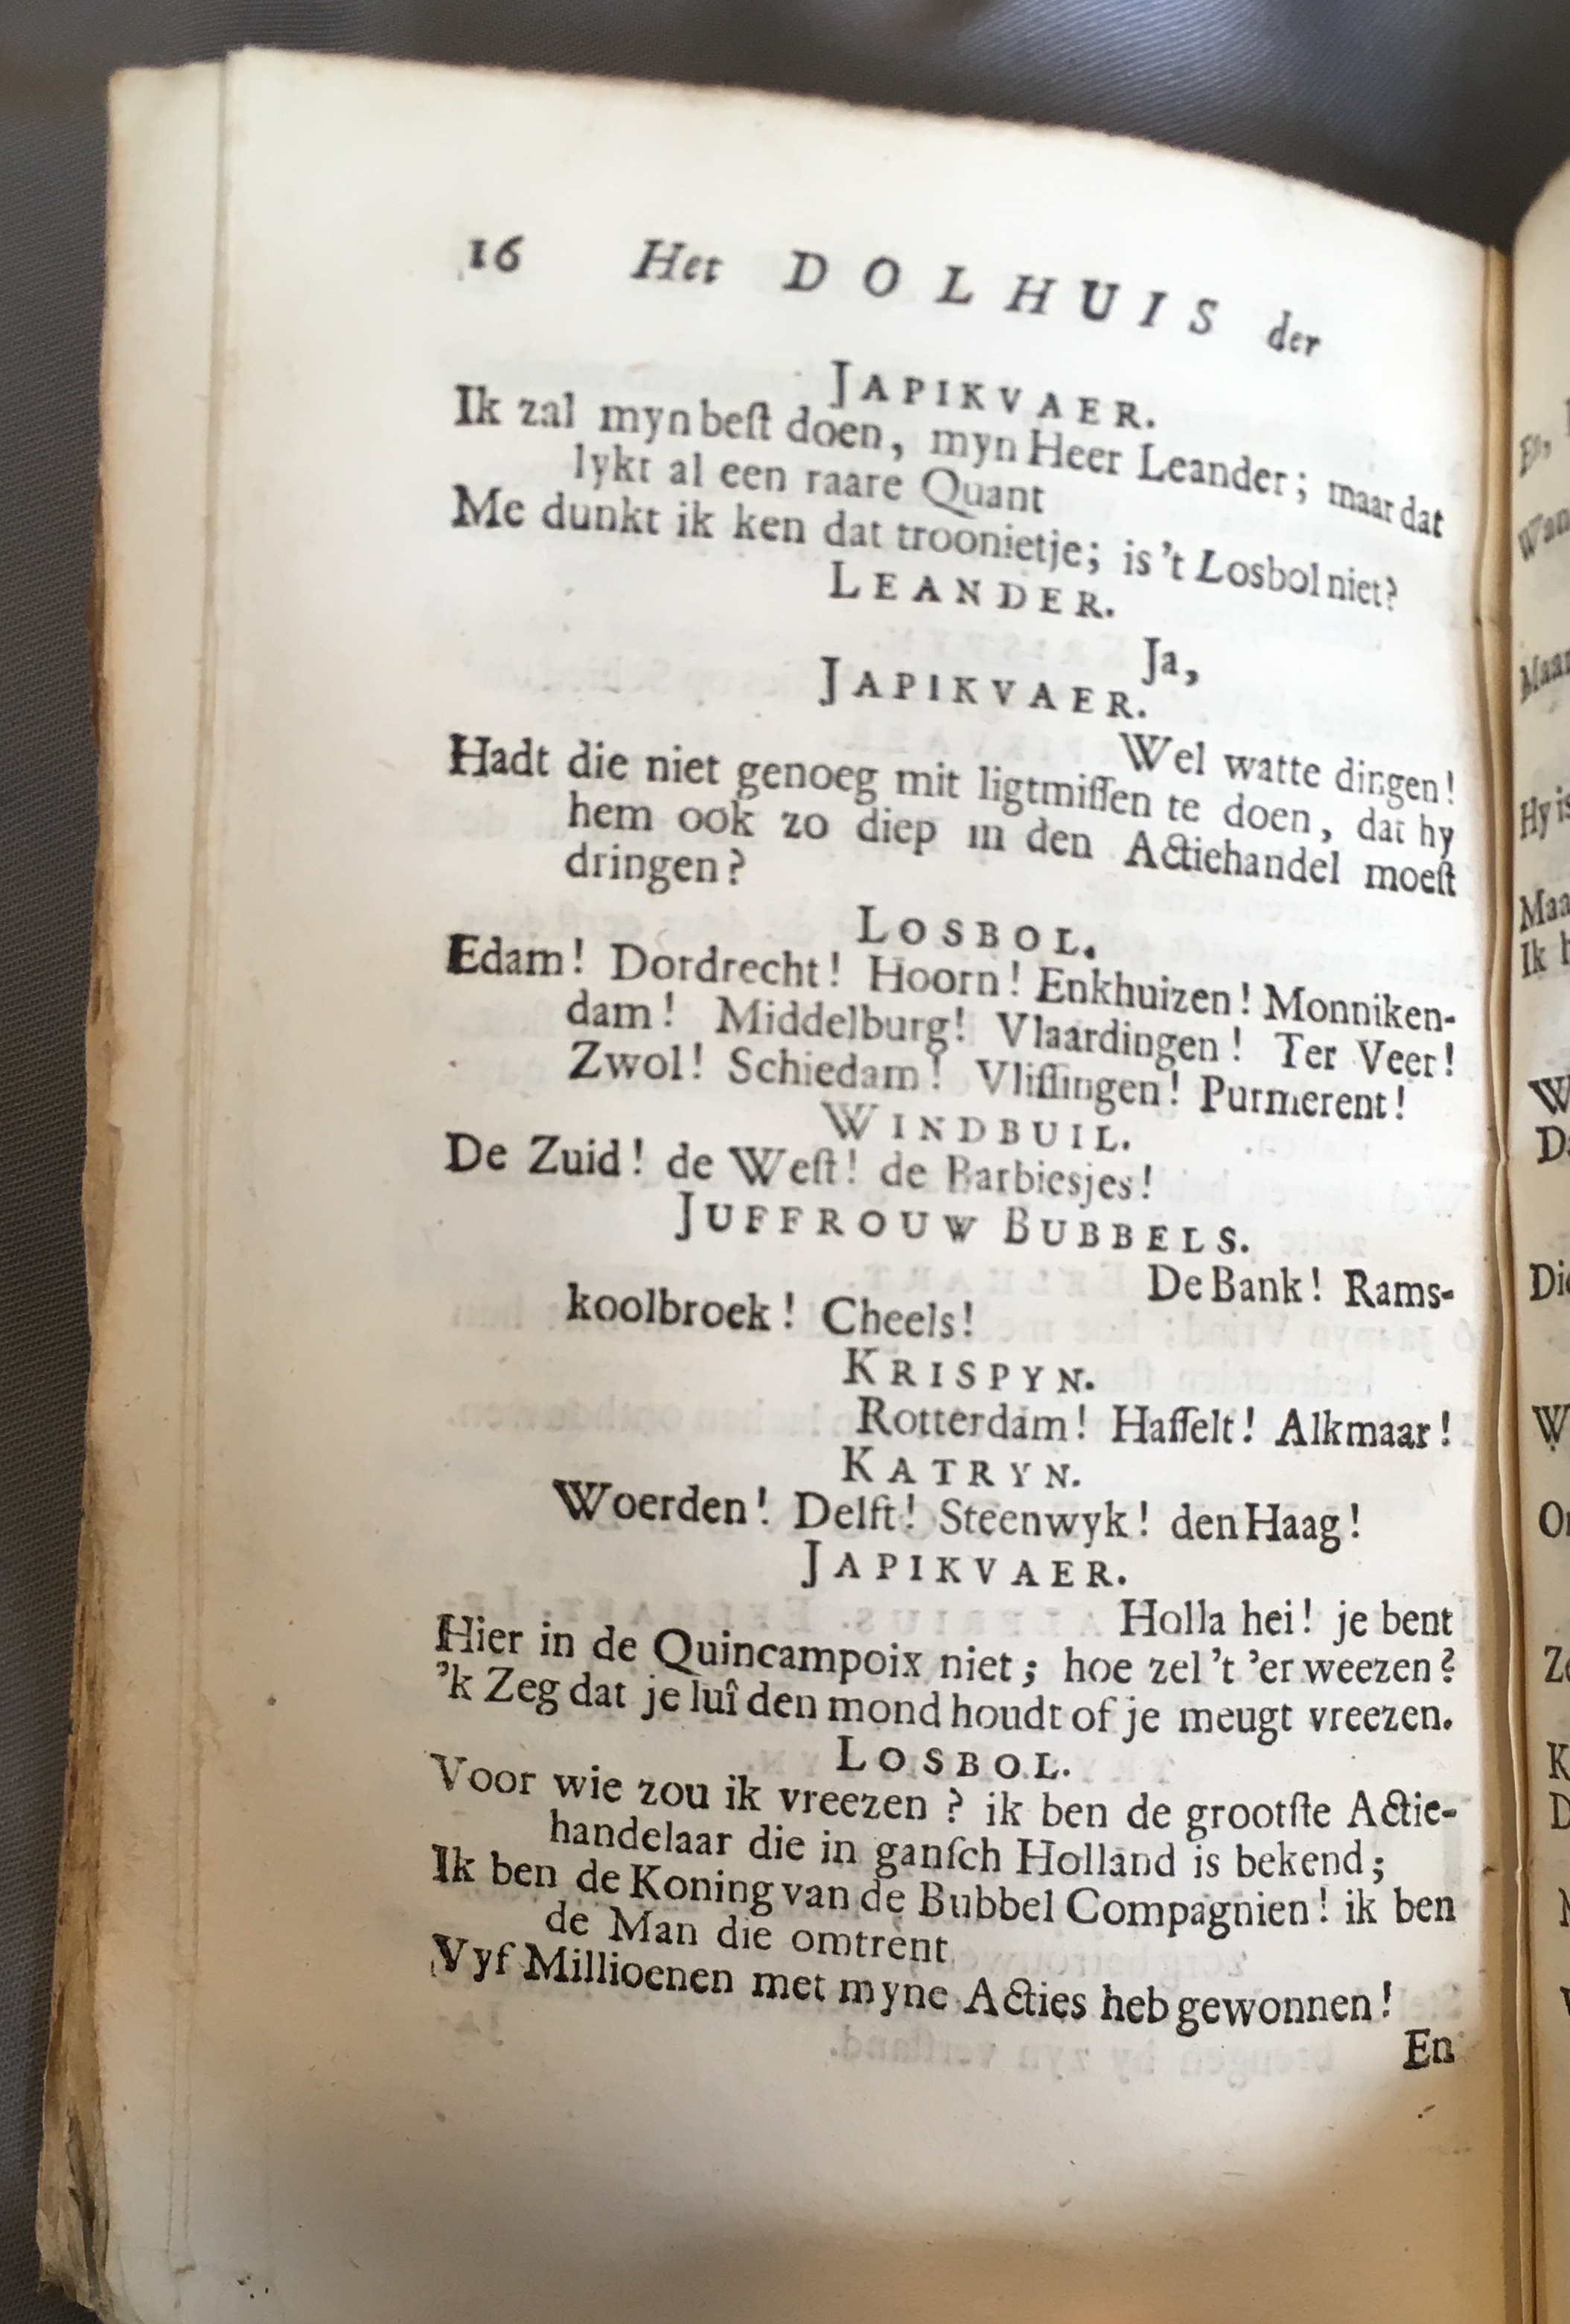 16 Het DOLHUIS der
JAPIKVAER.
Ik zal myn beſt doen, myn Heer Leander; maar dat
lykt al een raare Quant
Me dunkt ik ken dat troonietje; is 't Losbol niet?
LEANDER.
Ja,
JAPIKVAER.
Wel watte dingen!
Hadt die niet genoeg mit ligtmiſſen te doen, dat hy
hem ook zo diep in den Actiehandel moeſt
dringen?
LOSBOL.
Edam! Dordrecht! Hoorn! Enkhuizen! Monniken-
dam! Middelburg! Vlaardingen! Ter Veer!
Zwol! Schiedam! Vliſſingen! Purmerent!
WINDBUIL.
De Zuid! de Weſt! de Barbiesjes!
JUFFROUW BUBBELS.
De Bank! Rams-
koolbroek! Cheels!
KRISPYN.
Rotterdam! Haſſelt! Alkmaar!
KATRYN.
Woerden! Delft! Steenwyk! den Haag!
JAPIKVAER.
Holla hei! je bent
Hier in de Quincampoix niet; hoe zel 't 'er weezen?
'k Zeg dat je luî den mond houdt of je meugt vreezen.
LOSBOL.
Voor wie zou ik vreezen? ik ben de grootſte Actie-
handelaar die in ganſch Holland is bekend;
Ik ben de Koning van de Bubbel Compagnien! ik ben
de Man die omtrent
Vyf Millioenen met myne Acties heb gewonnen!
En